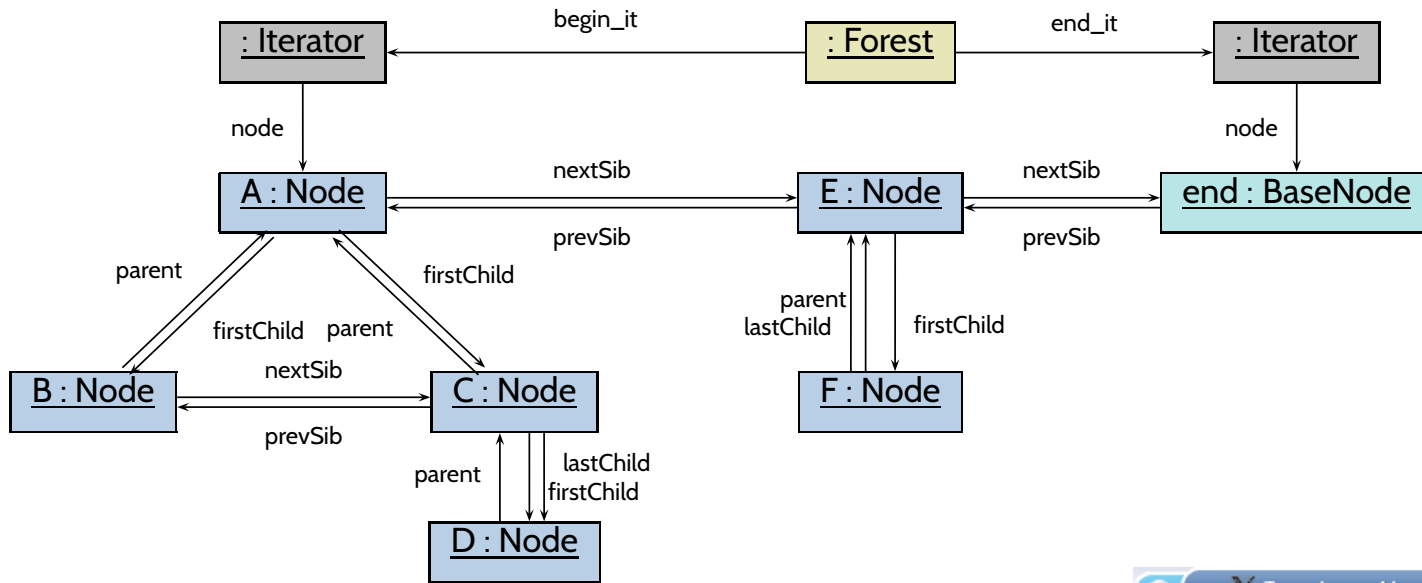 begin_it
end_it
: Iterator
: Forest
: Iterator
node
node
nextSib
nextSib
A : Node
E : Node
end : BaseNode
prevSib
prevSib
parent
firstChild
parent
lastChild
firstChild
firstChild
parent
nextSib
B : Node
C : Node
F : Node
prevSib
lastChild
parent
firstChild
D : Node